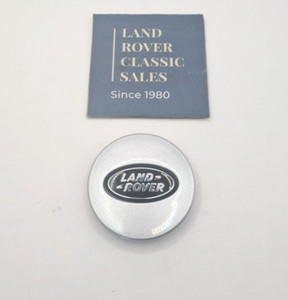 LAND
ROVER
CLASSIC
SALES
Since 1980
LAND
ROVER